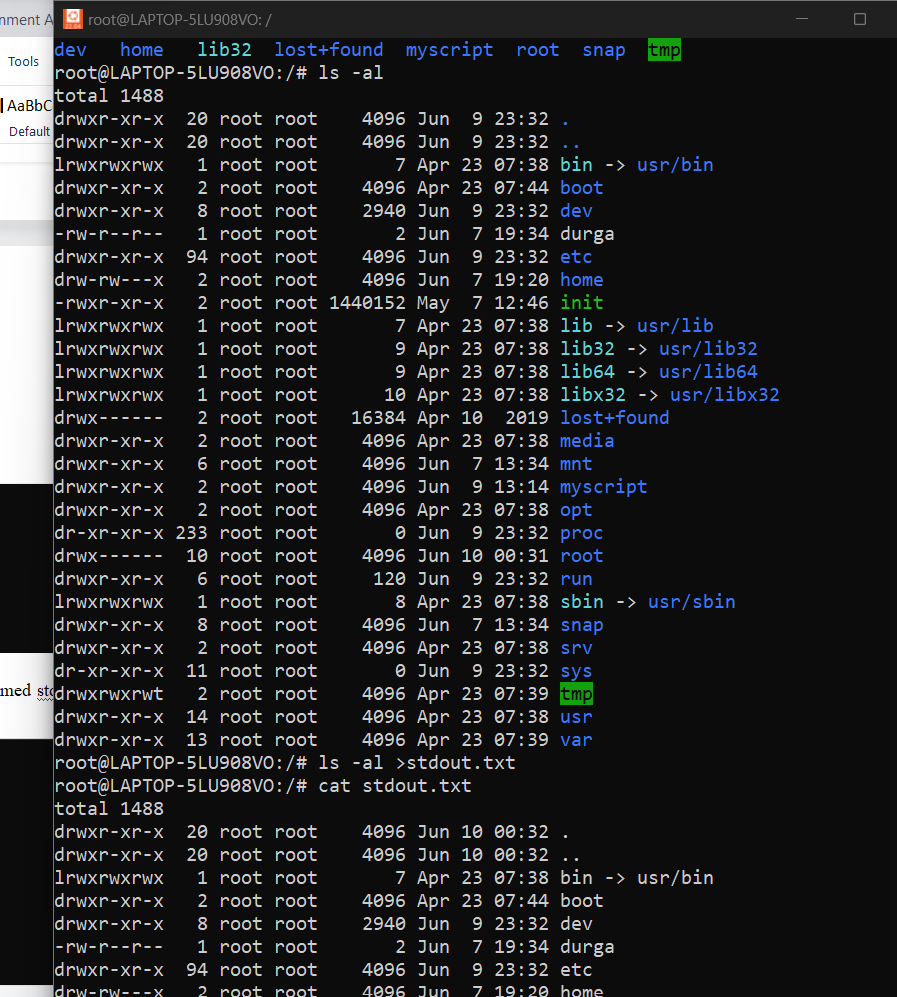 nment A
root@LAPTOP-5LU908VO: /
Tools
AaBbC
Default
med std
dev home lib32 lost+found myscript root snap tmp
root@LAPTOP-5LU908VO:/# ls -al
total 1488
drwxr-xr-x 20 root root 4096 Jun 9 23:32 .
drwxr-xr-x 20 root root 4096 Jun 9 23:32 ..
lrwxrwxrwx 1 root root 7 Apr 23 07:38 bin -> usr/bin
drwxr-xr-x 2 root root 4096 Apr 23 07:44 boot
drwxr-xr-x 8 root root 2940 Jun 9 23:32 dev
-rw-r--r-- 1 root root 2 Jun 7 19:34 durga
drwxr-xr-x 94 root root 4096 Jun 9 23:32 etc
drw-rw---x 2 root root 4096 Jun 7 19:20 home
-rwxr-xr-x 2 root root 1440152 May 7 12:46 init
lrwxrwxrwx 1 root root 7 Apr 23 07:38 lib -> usr/lib
lrwxrwxrwx 1 root root 9 Apr 23 07:38 lib32 -> usr/lib32
lrwxrwxrwx 1 root root 9 Apr 23 07:38 lib64 -> usr/lib64
lrwxrwxrwx 1 root root 10 Apr 23 07:38 libx32 -> usr/libx32
drwx------ 2 root root 16384 Apr 10 2019 lost+found
drwxr-xr-x 2 root root 4096 Apr 23 07:38 media
drwxr-xr-x 6 root root 4096 Jun 7 13:34 mnt
drwxr-xr-x 2 root root 4096 Jun 9 13:14 myscript
drwxr-xr-x 2 root root 4096 Apr 23 07:38 opt
dr-xr-xr-x 233 root root 0 Jun 9 23:32 proc
drwx------ 10 root root 4096 Jun 10 00:31 root
drwxr-xr-x 6 root root 120 Jun 9 23:32 run
lrwxrwxrwx 1 root root 8 Apr 23 07:38 sbin -> usr/sbin
drwxr-xr-x 8 root root 4096 Jun 7 13:34 snap
drwxr-xr-x 2 root root 4096 Apr 23 07:38 srv
dr-xr-xr-x 11 root root 0 Jun 9 23:32 sys
drwxrwxrwt 2 root root 4096 Apr 23 07:39 tmp
drwxr-xr-x 14 root root 4096 Apr 23 07:38 usr
drwxr-xr-x 13 root root 4096 Apr 23 07:39 var
root@LAPTOP-5LU908VO:/# ls -al >stdout.txt
root@LAPTOP-5LU908VO:/# cat stdout.txt
total 1488
drwxr-xr-x 20 root root 4096 Jun 10 00:32 .
drwxr-xr-x 20 root root 4096 Jun 10 00:32 ..
lrwxrwxrwx 1 root root 7 Apr 23 07:38 bin -> usr/bin
drwxr-xr-x 2 root root 4096 Apr 23 07:44 boot
drwxr-xr-x 8 root root 2940 Jun 9 23:32 dev
-rw-r--r-- 1 root root 2 Jun 7 19:34 durga
drwxr-xr-x 94 root root 4096 Jun 9 23:32 etc
drw-rw---x 2 root root 4096 Jun 7 19:20 home